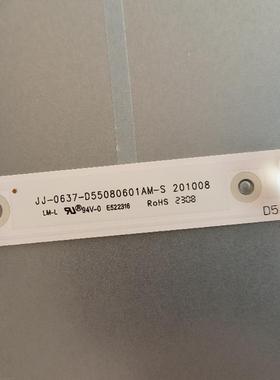 JJ-0637-D55080601AM-S 201008
LM-L 94V-0 E522316 RoHS 2308
D5